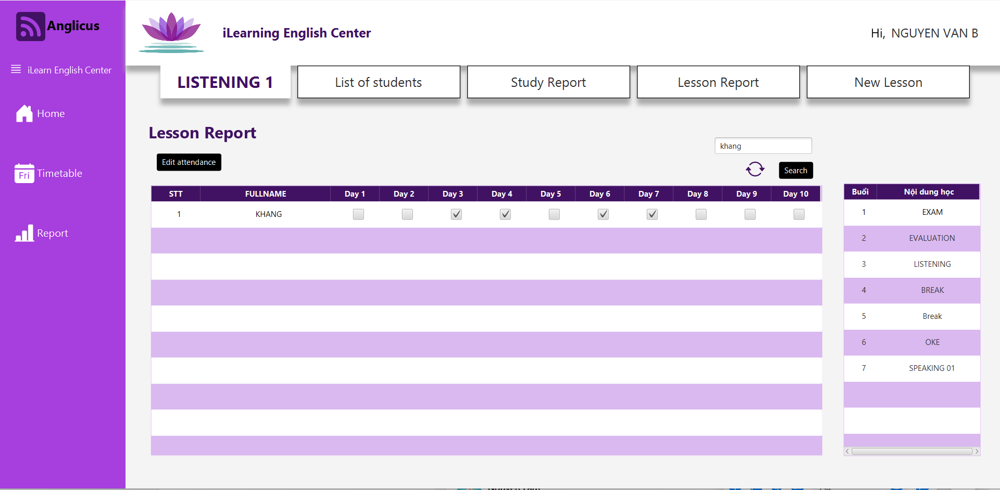 Anglicus
iLearn English Center
Home
Fri
Timetable
Report
iLearning English Center
Hi, NGUYEN VAN B
LISTENING 1
List of students
Study Report
Lesson Report
New Lesson
Lesson Report
khang
Edit attendance
Search
STT FULLNAME Day 1 Day 2 Day 3 Day 4 Day 5 Day 6 Day 7 Day 8 Day 9 Day 10
1 KHANG
Buổi Nội dung học
1 EXAM
2 EVALUATION
3 LISTENING
4 BREAK
5 Break
6 OKE
7 SPEAKING 01